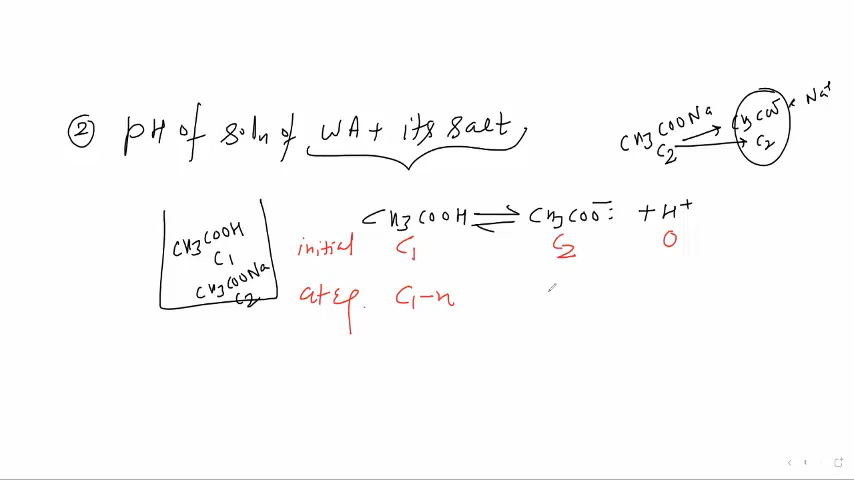 ② pH of soln of WA + its salt
CH3COONa → CH3COO⁻ + Na⁺
C2 → C2
CH3COOH
C1
CH3COONa
C2
CH3COOH ⇌ CH3COO⁻ + H⁺
initial C1 C2 0
at eq. C1-x